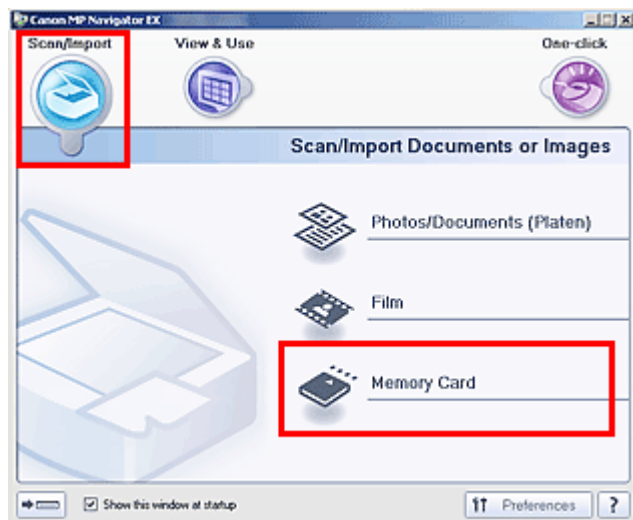 Canon MP Navigator EX
Scan/Import
View & Use
One-click
Scan/Import Documents or Images
Photos/Documents (Platen)
Film
Memory Card
Show this window at startup
Preferences
?